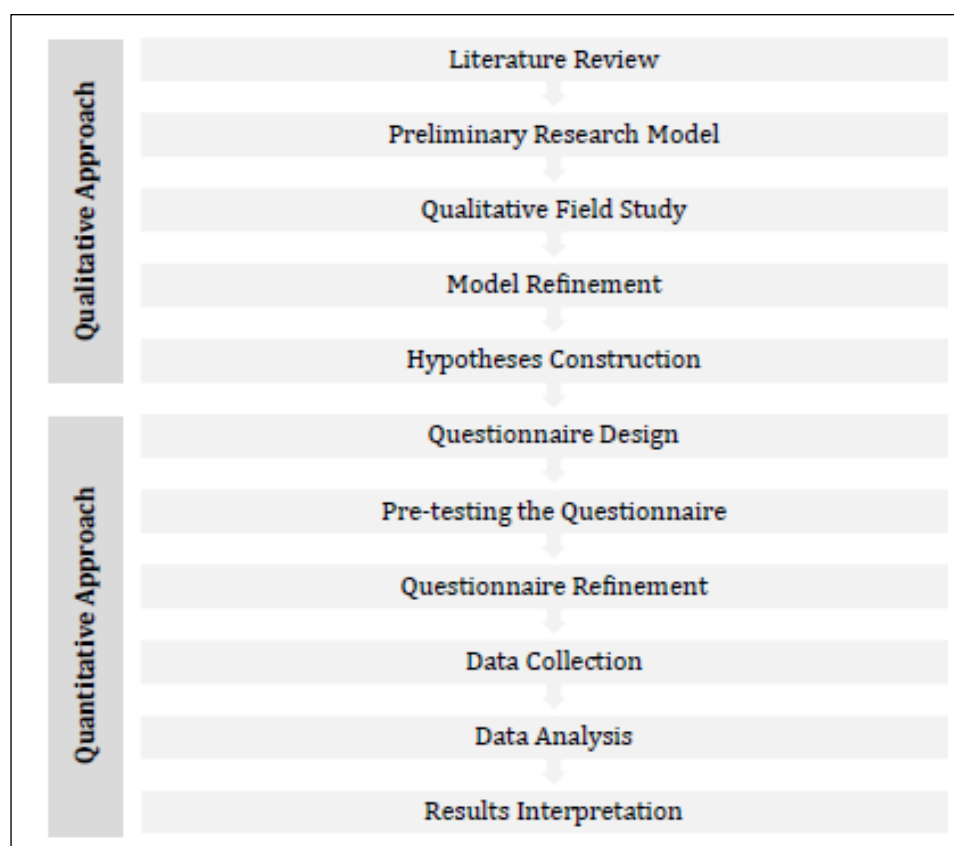 Qualitative Approach
Literature Review
Preliminary Research Model
Qualitative Field Study
Model Refinement
Hypotheses Construction
Quantitative Approach
Questionnaire Design
Pre-testing the Questionnaire
Questionnaire Refinement
Data Collection
Data Analysis
Results Interpretation